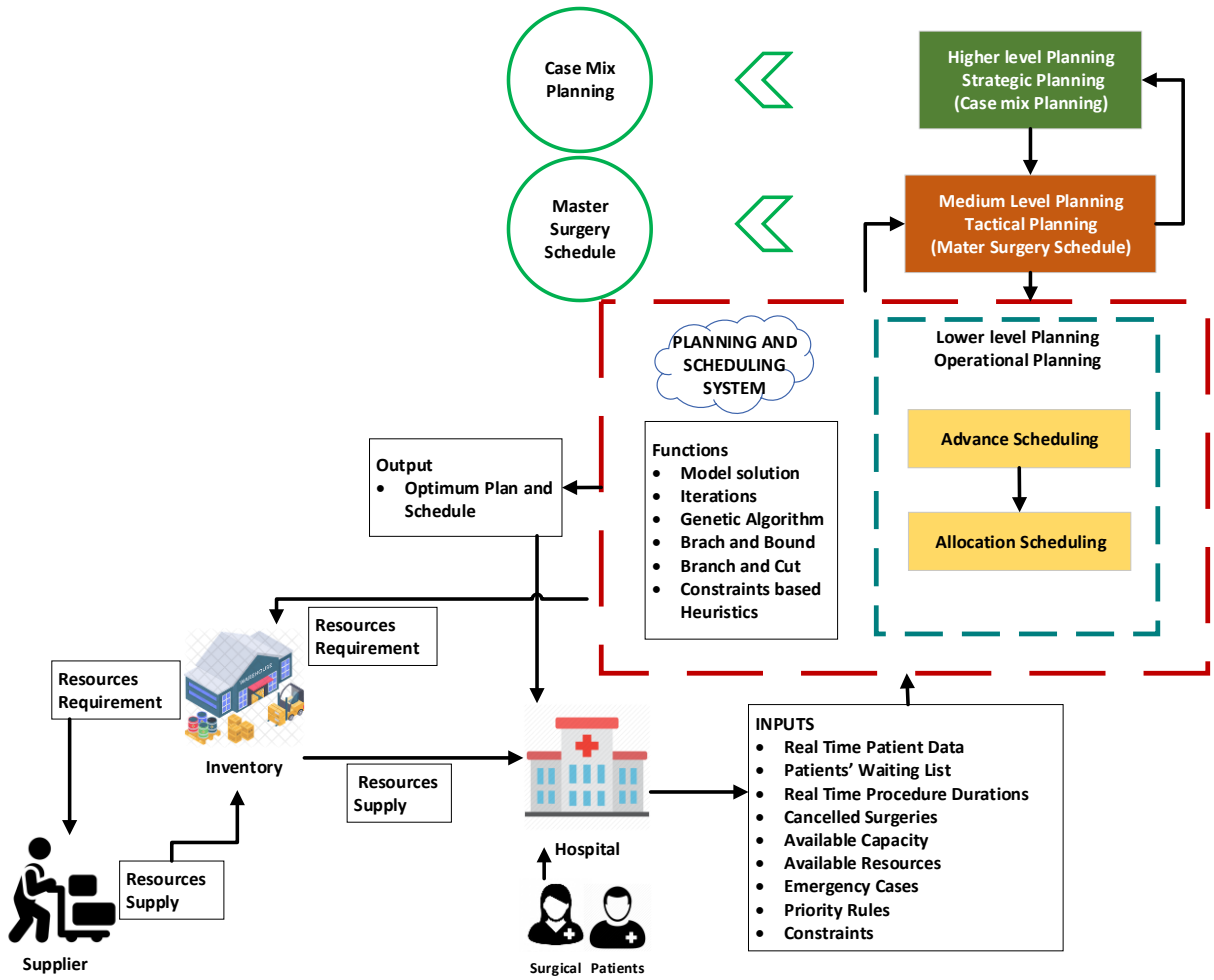 Case Mix
Planning
Higher level Planning
Strategic Planning
(Case mix Planning)
Master
Surgery
Schedule
Medium Level Planning
Tactical Planning
(Mater Surgery Schedule)
PLANNING AND
SCHEDULING
SYSTEM
Lower level Planning
Operational Planning
Advance Scheduling
Allocation Scheduling
Functions
• Model solution
• Iterations
• Genetic Algorithm
• Brach and Bound
• Branch and Cut
• Constraints based
Heuristics
Output
• Optimum Plan and
Schedule
Resources
Requirement
Resources
Requirement
WAREHOUSE
Inventory
Resources
Supply
Resources
Supply
Supplier
Hospital
Surgical Patients
INPUTS
• Real Time Patient Data
• Patients’ Waiting List
• Real Time Procedure Durations
• Cancelled Surgeries
• Available Capacity
• Available Resources
• Emergency Cases
• Priority Rules
• Constraints